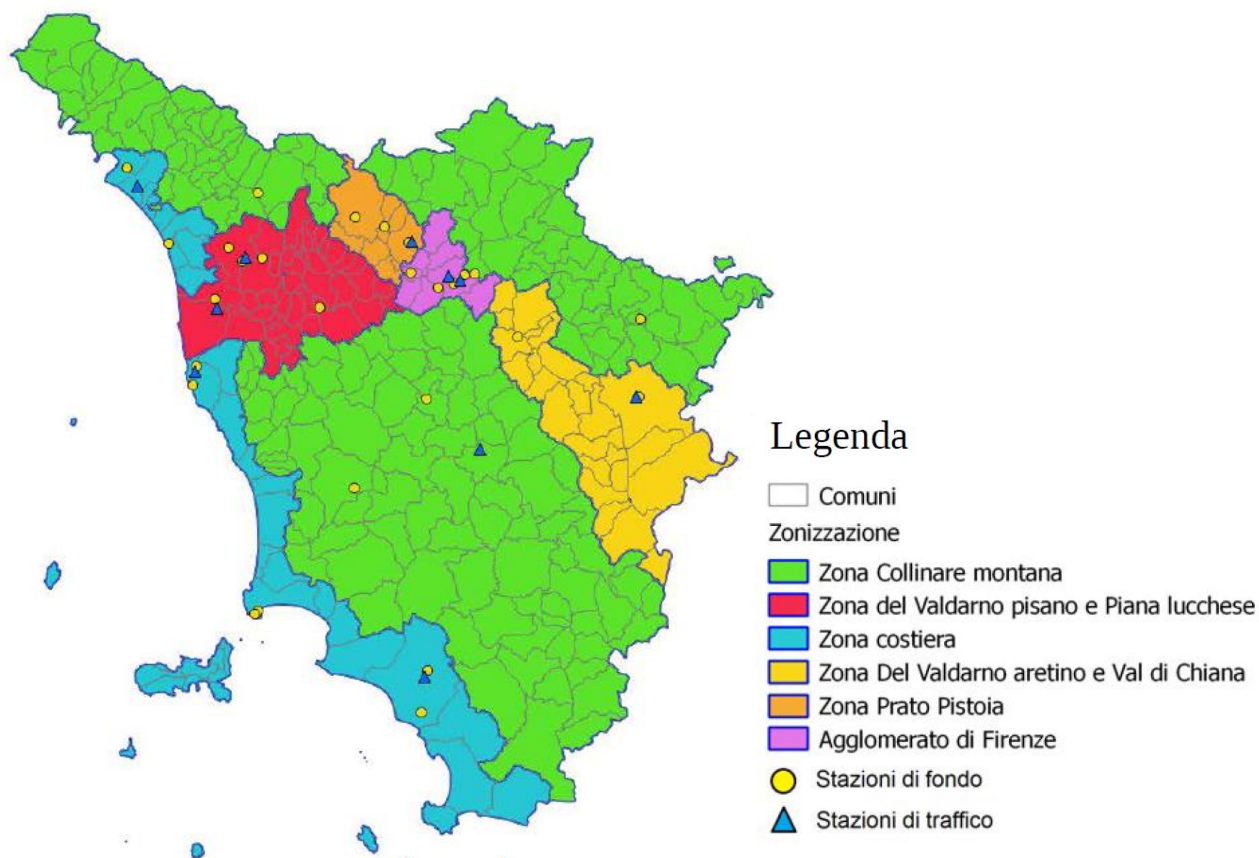 Legenda
Comuni
Zonizzazione
Zona Collinare montana
Zona del Valdarno pisano e Piana lucchese
Zona costiera
Zona Del Valdarno aretino e Val di Chiana
Zona Prato Pistoia
Agglomerato di Firenze
Stazioni di fondo
Stazioni di traffico